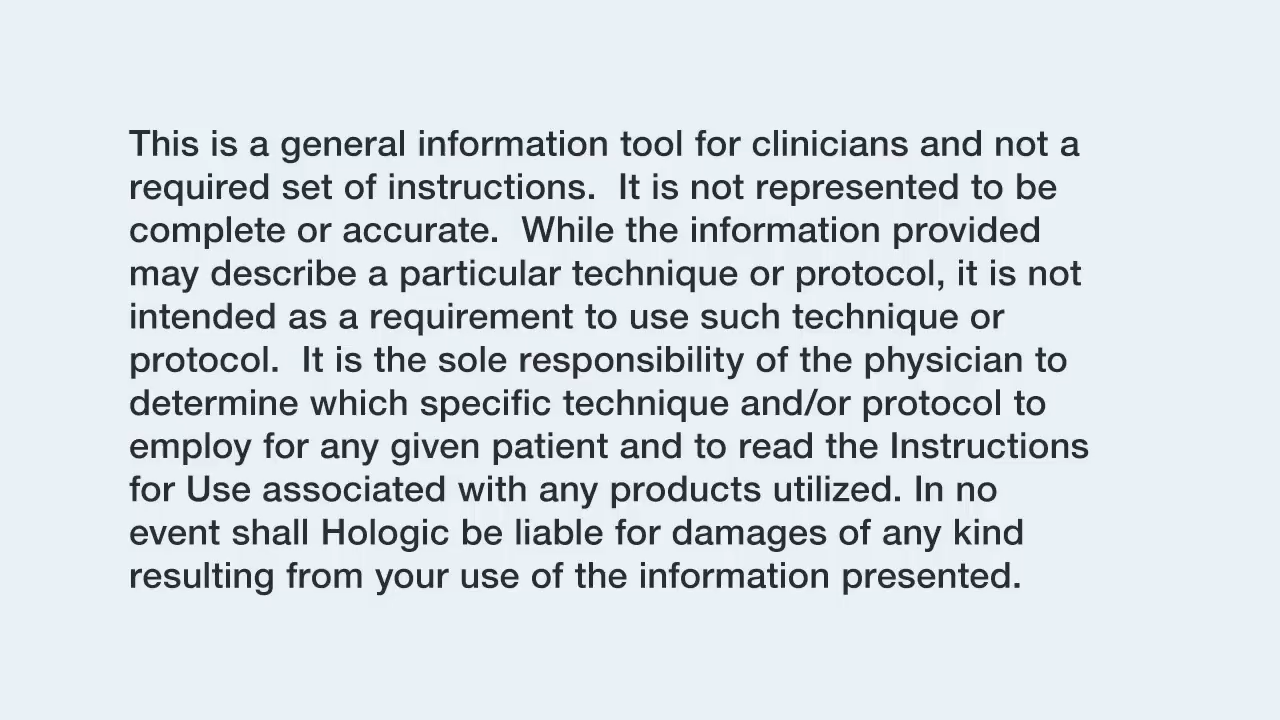 This is a general information tool for clinicians and not a
required set of instructions.  It is not represented to be
complete or accurate.  While the information provided
may describe a particular technique or protocol, it is not
intended as a requirement to use such technique or
protocol.  It is the sole responsibility of the physician to
determine which specific technique and/or protocol to
employ for any given patient and to read the Instructions
for Use associated with any products utilized. In no
event shall Hologic be liable for damages of any kind
resulting from your use of the information presented.